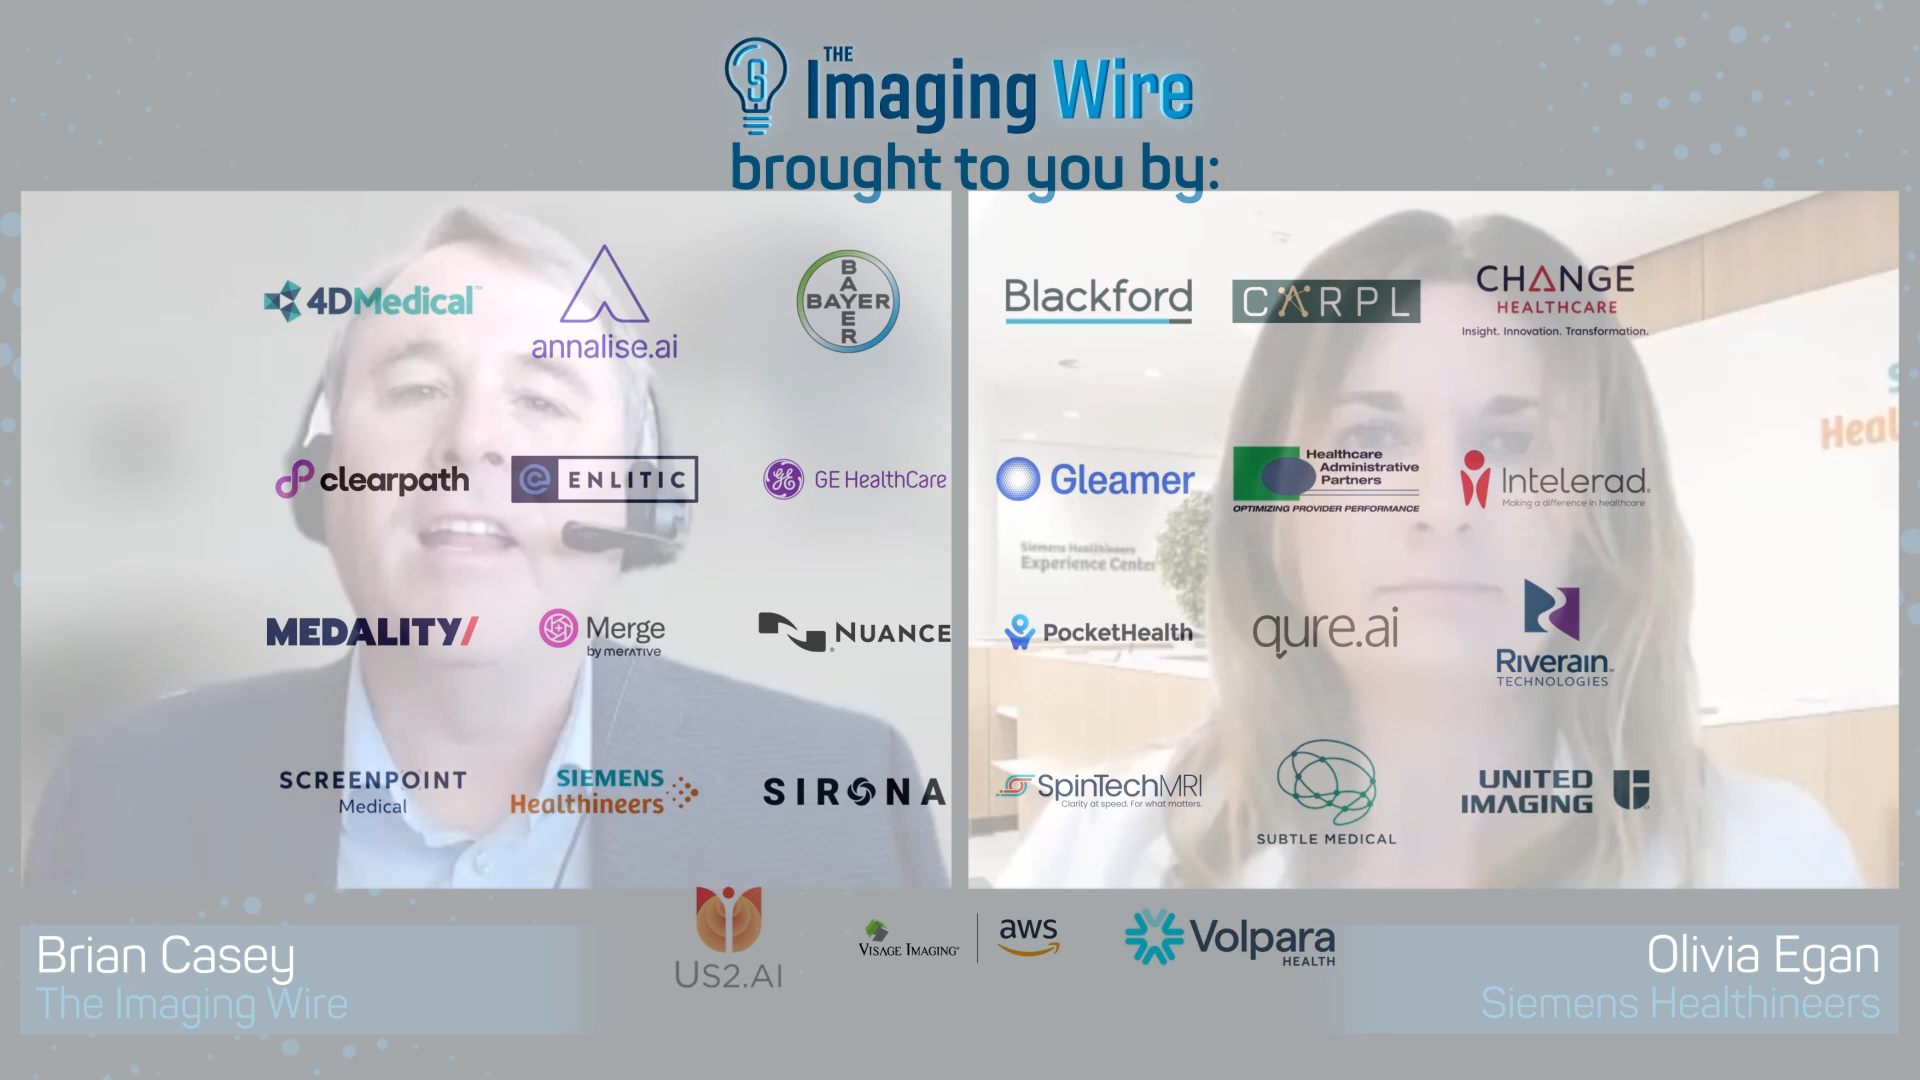 THE
Imaging Wire
brought to you by:
4DMedical™
annalise.ai
BAYER
BAYER
Blackford
CARPL
CHANGE
HEALTHCARE
Insight. Innovation. Transformation.
clearpath
e ENLITIC
GE HealthCare
Gleamer
Healthcare
Administrative
Partners
OPTIMIZING PROVIDER PERFORMANCE
Intelerad
Making a difference in healthcare
Heal
Siemens Healthineers
Experience Center
MEDALITY/
Merge
by merative
NUANCE
PocketHealth
qure.ai
Riverain™
TECHNOLOGIES
SCREENPOINT
Medical
SIEMENS
Healthineers
SIRONA
SpinTechMRI
Clarity at speed. For what matters.
SUBTLE MEDICAL
UNITED
IMAGING
US2.AI
VISAGE IMAGING
aws
Volpara
HEALTH
Brian Casey
The Imaging Wire
Olivia Egan
Siemens Healthineers